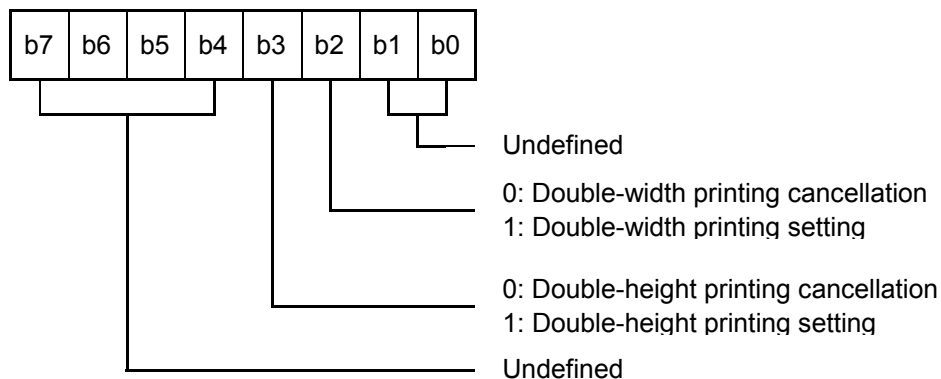 b7 b6 b5 b4 b3 b2 b1 b0
Undefined
0: Double-width printing cancellation
1: Double-width printing setting
0: Double-height printing cancellation
1: Double-height printing setting
Undefined